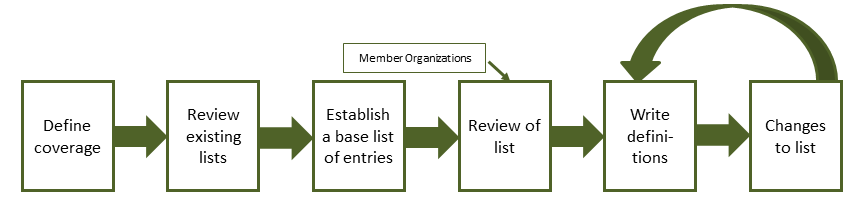 Member Organizations
Define
coverage
Review
existing
lists
Establish
a base list
of entries
Review of
list
Write
defini-
tions
Changes
to list